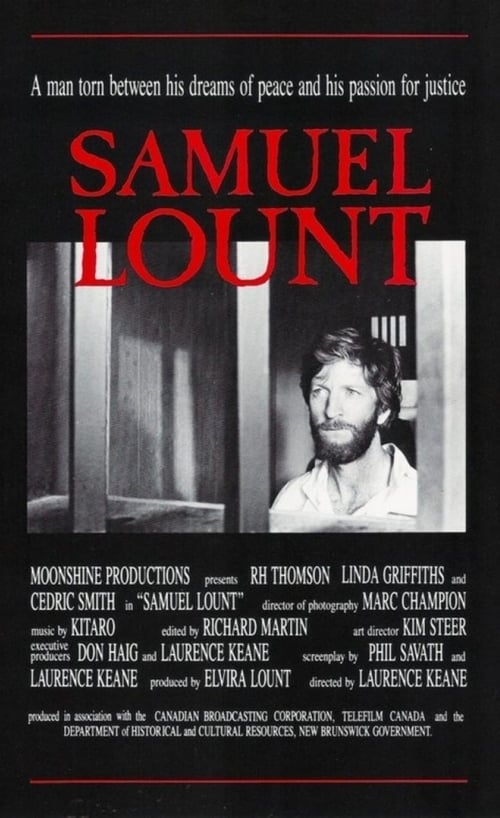 A man torn between his dreams of peace and his passion for justice
SAMUEL
LOUNT
MOONSHINE PRODUCTIONS presents RH THOMSON LINDA GRIFFITHS and
CEDRIC SMITH in "SAMUEL LOUNT" director of photography MARC CHAMPION
music by KITARO edited by RICHARD MARTIN art director KIM STEER
executive producers DON HAIG and LAURENCE KEANE screenplay by PHIL SAVATH and
LAURENCE KEANE produced by ELVIRA LOUNT directed by LAURENCE KEANE
produced in association with the CANADIAN BROADCASTING CORPORATION, TELEFILM CANADA and the
DEPARTMENT of HISTORICAL and CULTURAL RESOURCES, NEW BRUNSWICK GOVERNMENT.